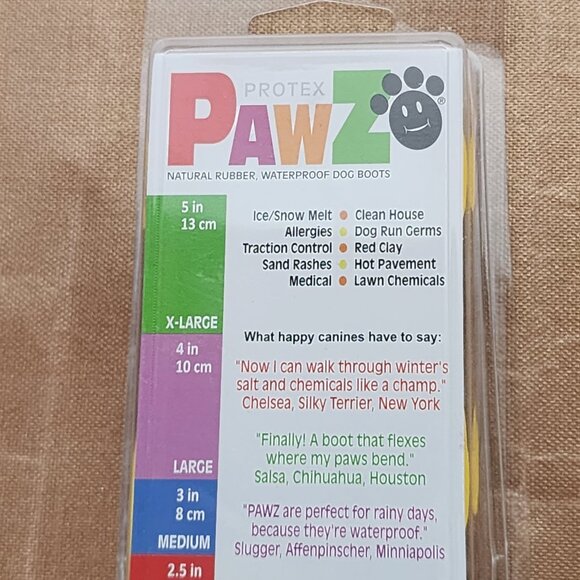 PROTEX
PAWZ
®
NATURAL RUBBER, WATERPROOF DOG BOOTS
5 in
13 cm
X-LARGE
4 in
10 cm
LARGE
3 in
8 cm
MEDIUM
2.5 in
Ice/Snow Melt • Clean House
Allergies • Dog Run Germs
Traction Control • Red Clay
Sand Rashes • Hot Pavement
Medical • Lawn Chemicals
What happy canines have to say:
"Now I can walk through winter's
salt and chemicals like a champ."
Chelsea, Silky Terrier, New York
"Finally! A boot that flexes
where my paws bend."
Salsa, Chihuahua, Houston
"PAWZ are perfect for rainy days,
because they're waterproof."
Slugger, Affenpinscher, Minniapolis